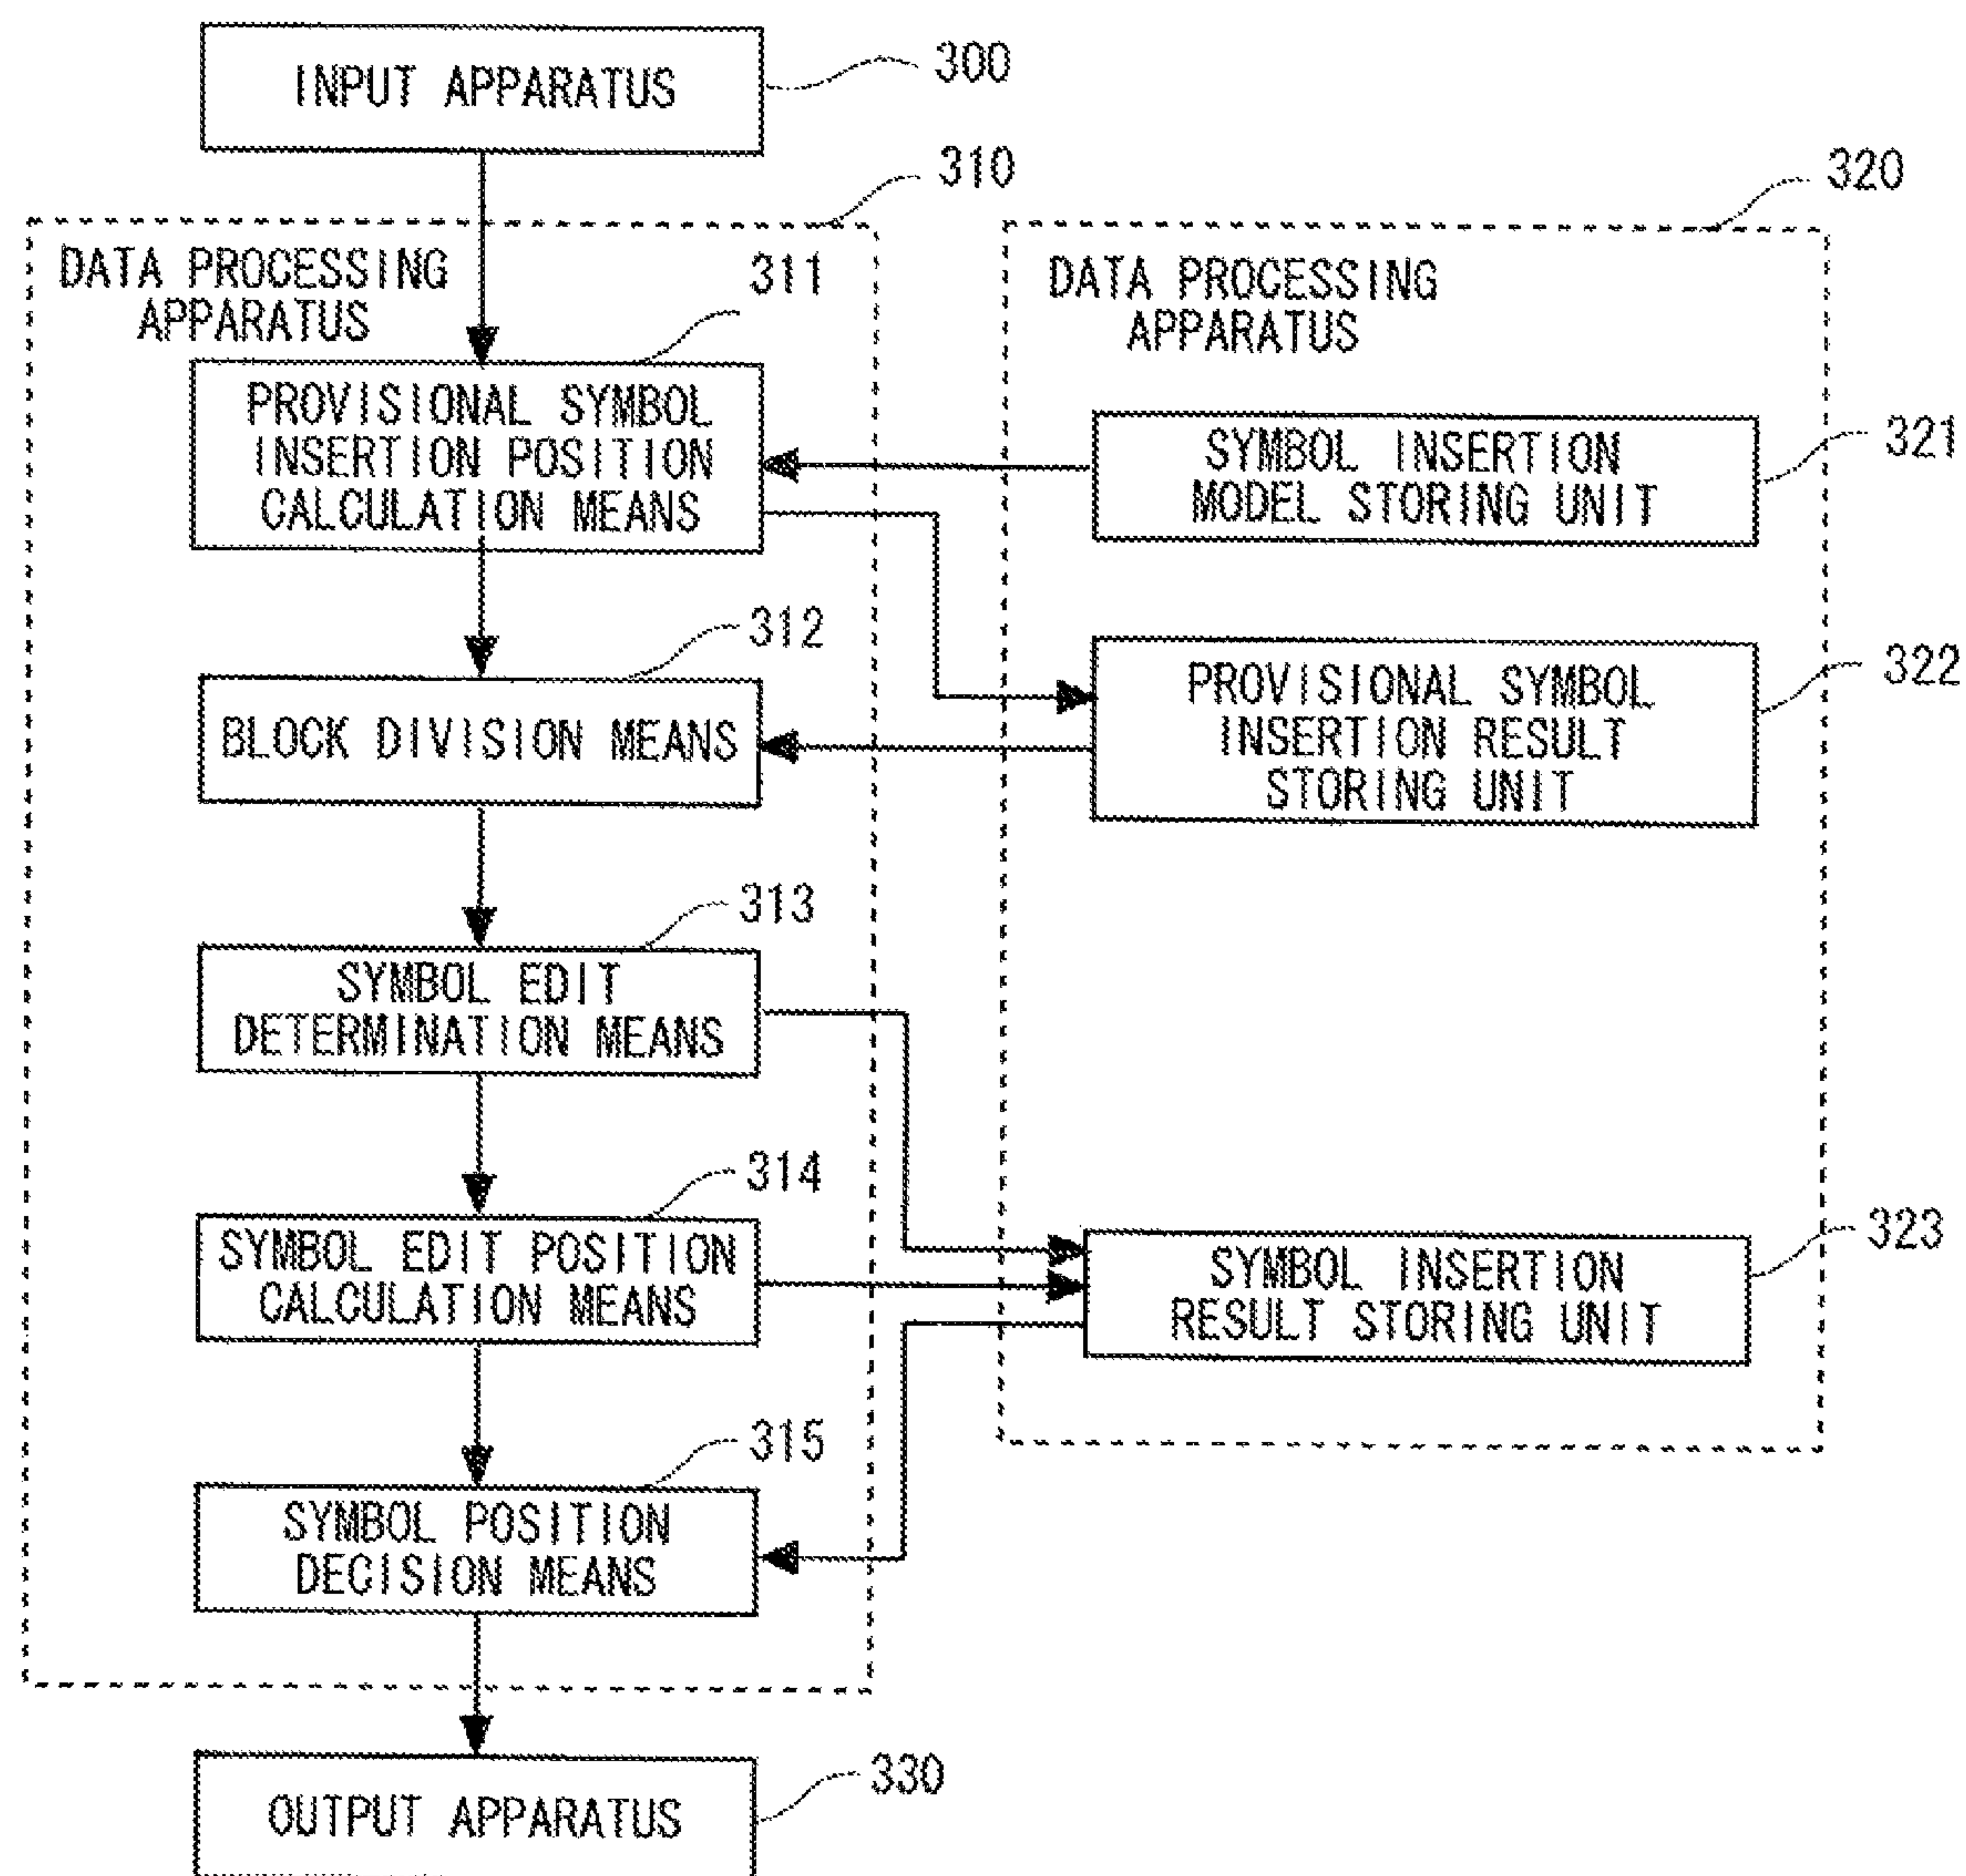 INPUT APPARATUS
300
310
320
DATA PROCESSING
APPARATUS
311
DATA PROCESSING
APPARATUS
PROVISIONAL SYMBOL
INSERTION POSITION
CALCULATION MEANS
SYMBOL INSERTION
MODEL STORING UNIT
321
312
BLOCK DIVISION MEANS
PROVISIONAL SYMBOL
INSERTION RESULT
STORING UNIT
322
313
SYMBOL EDIT
DETERMINATION MEANS
314
SYMBOL EDIT POSITION
CALCULATION MEANS
SYMBOL INSERTION
RESULT STORING UNIT
323
315
SYMBOL POSITION
DECISION MEANS
OUTPUT APPARATUS
330